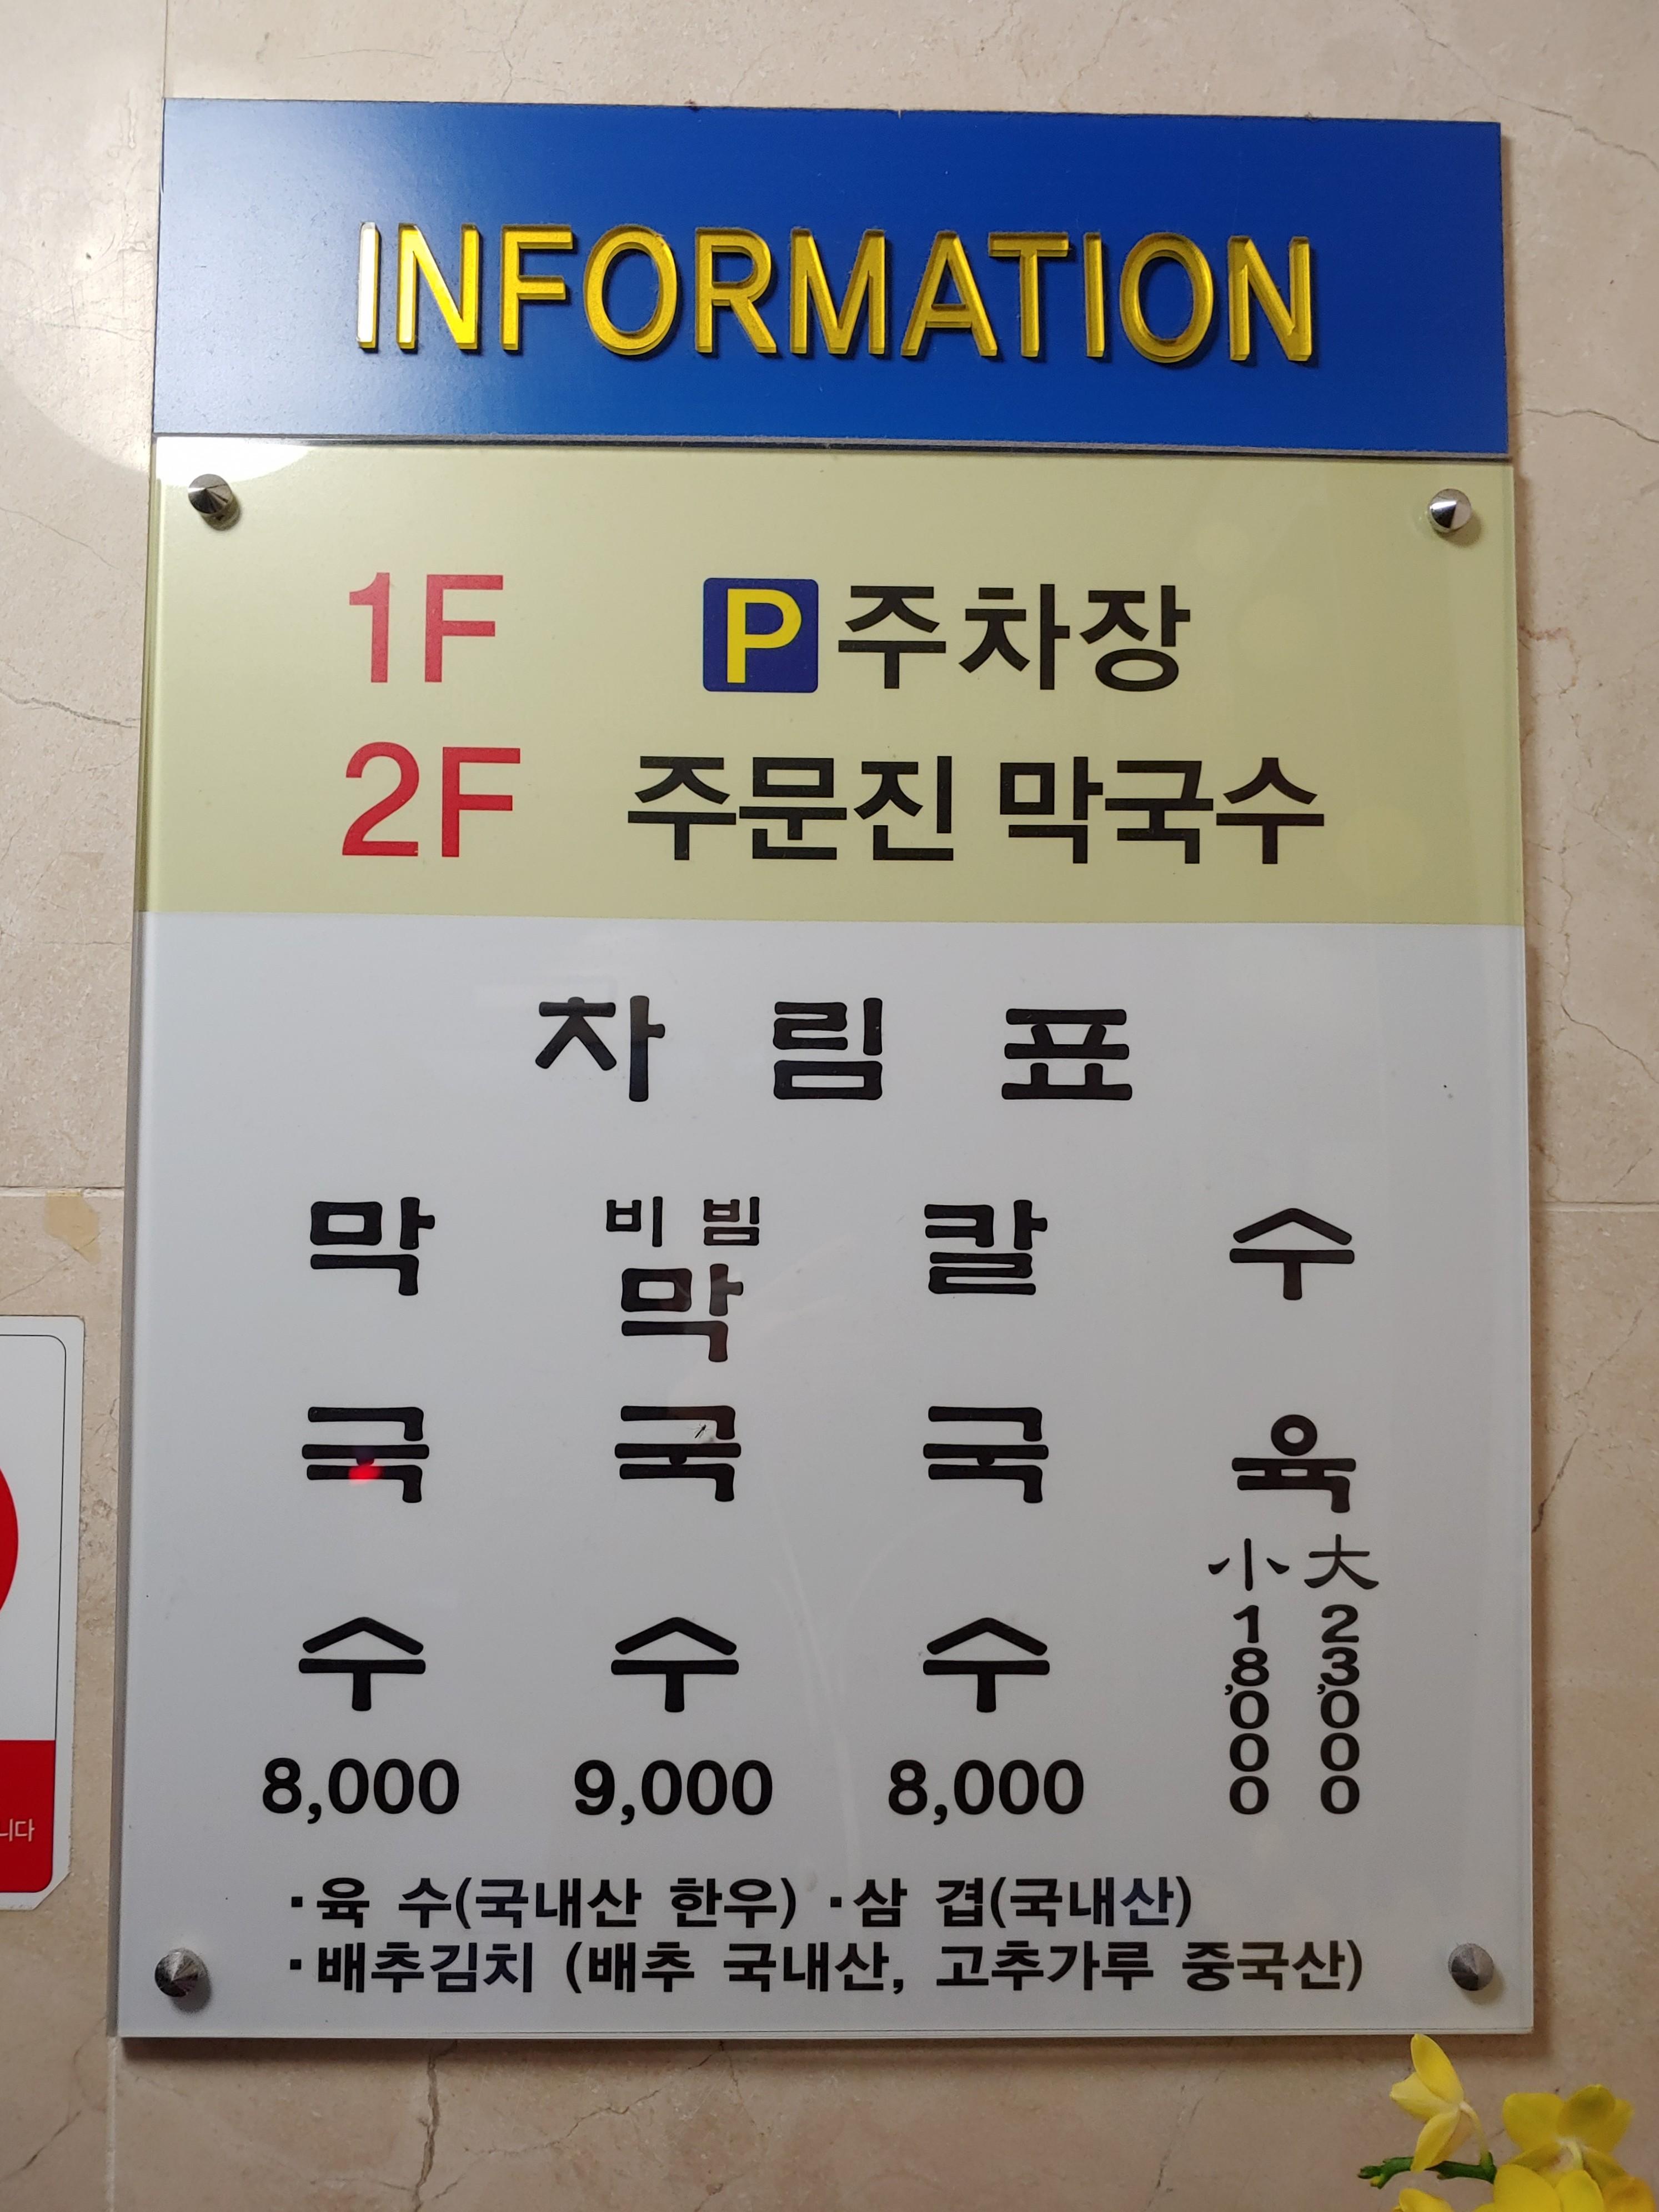 INFORMATION
1F P 주차장
2F 주문진 막국수
차림표
막국수 8,000
비빔막국수 9,000
칼국수 8,000
수육 小 18,000 大 23,000
·육 수(국내산 한우) ·삼 겹(국내산)
·배추김치 (배추 국내산, 고추가루 중국산)
니다